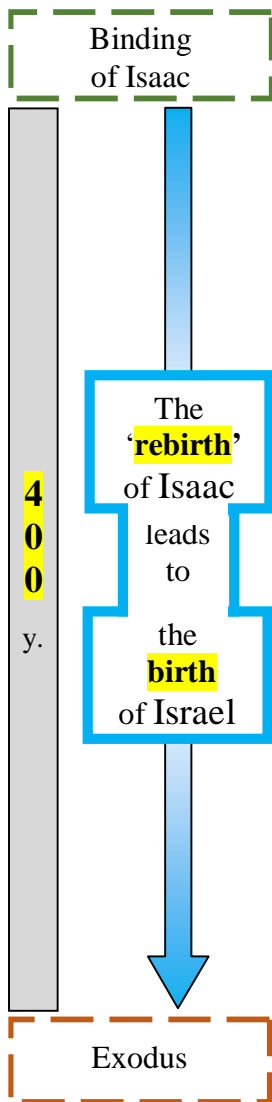 Binding
of Isaac
4
0
0
y.
The
‘rebirth’
of Isaac
leads
to
the
birth
of Israel
Exodus